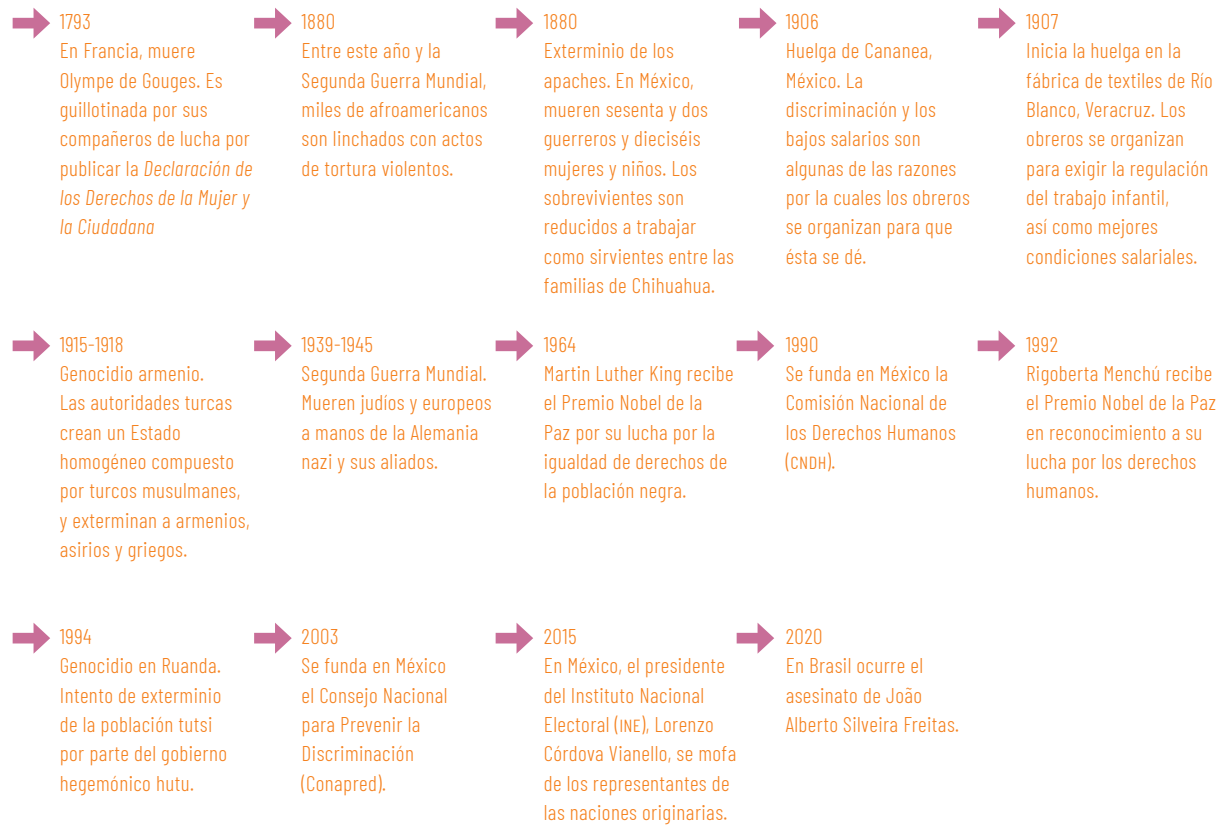 1793
En Francia, muere
Olympe de Gouges. Es
guillotinada por sus
compañeros de lucha por
publicar la Declaración de
los Derechos de la Mujer y
la Ciudadana
1880
Entre este año y la
Segunda Guerra Mundial,
miles de afroamericanos
son linchados con actos
de tortura violentos.
1880
Exterminio de los
apaches. En México,
mueren sesenta y dos
guerreros y dieciséis
mujeres y niños. Los
sobrevivientes son
reducidos a trabajar
como sirvientes entre las
familias de Chihuahua.
1906
Huelga de Cananea,
México. La
discriminación y los
bajos salarios son
algunas de las razones
por la cuales los obreros
se organizan para que
ésta se dé.
1907
Inicia la huelga en la
fábrica de textiles de Río
Blanco, Veracruz. Los
obreros se organizan
para exigir la regulación
del trabajo infantil,
así como mejores
condiciones salariales.
1915-1918
Genocidio armenio.
Las autoridades turcas
crean un Estado
homogéneo compuesto
por turcos musulmanes,
y exterminan a armenios,
asirios y griegos.
1939-1945
Segunda Guerra Mundial.
Mueren judíos y europeos
a manos de la Alemania
nazi y sus aliados.
1964
Martin Luther King recibe
el Premio Nobel de la
Paz por su lucha por la
igualdad de derechos de
la población negra.
1990
Se funda en México la
Comisión Nacional de
los Derechos Humanos
(CNDH).
1992
Rigoberta Menchú recibe
el Premio Nobel de la Paz
en reconocimiento a su
lucha por los derechos
humanos.
1994
Genocidio en Ruanda.
Intento de exterminio
de la población tutsi
por parte del gobierno
hegemónico hutu.
2003
Se funda en México
el Consejo Nacional
para Prevenir la
Discriminación
(Conapred).
2015
En México, el presidente
del Instituto Nacional
Electoral (INE), Lorenzo
Córdova Vianello, se mofa
de los representantes de
las naciones originarias.
2020
En Brasil ocurre el
asesinato de João
Alberto Silveira Freitas.